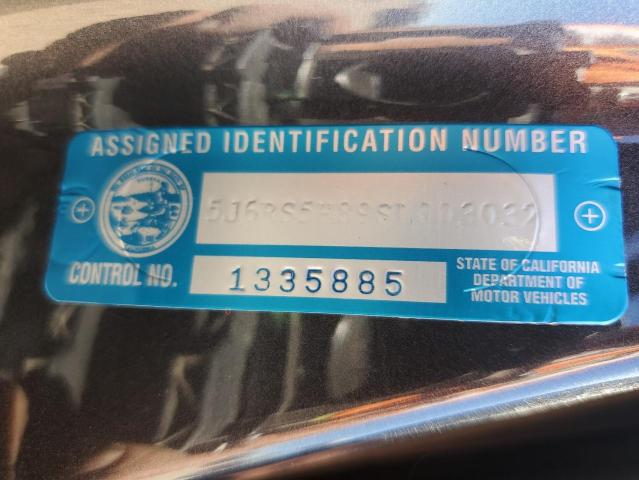 ASSIGNED IDENTIFICATION NUMBER
CONTROL NO.
1335885
STATE OF CALIFORNIA
DEPARTMENT OF
MOTOR VEHICLES